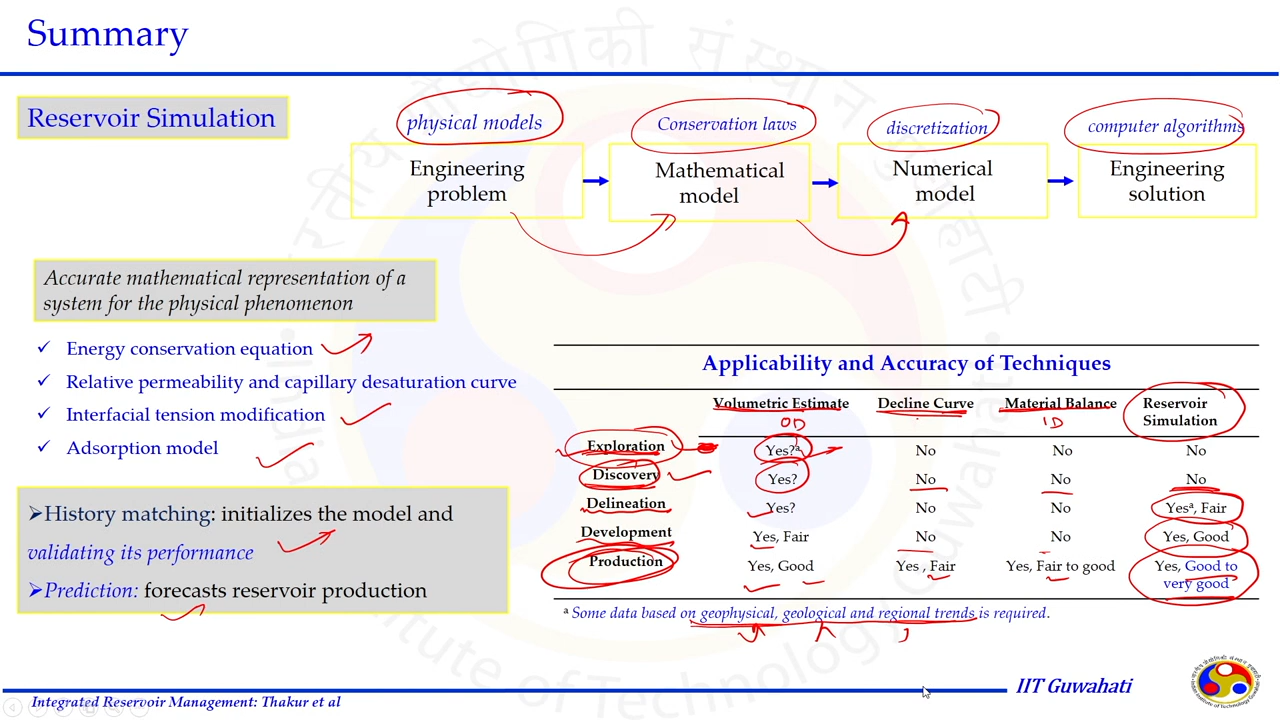 Summary
Reservoir Simulation
physical models
Conservation laws
discretization
computer algorithms
Engineering
problem
Mathematical
model
Numerical
model
Engineering
solution
Accurate mathematical representation of a
system for the physical phenomenon
✓ Energy conservation equation
✓ Relative permeability and capillary desaturation curve
✓ Interfacial tension modification
✓ Adsorption model
➢History matching: initializes the model and
validating its performance
➢Prediction: forecasts reservoir production
Applicability and Accuracy of Techniques
Volumetric Estimate Decline Curve Material Balance Reservoir
Simulation
OD 1D
Exploration Yes?ᵃ No No No
Discovery Yes? No No No
Delineation Yes? No No Yesᵃ, Fair
Development Yes, Fair No No Yes, Good
Production Yes, Good Yes , Fair Yes, Fair to good Yes, Good to
very good
ᵃ Some data based on geophysical, geological and regional trends is required.
Integrated Reservoir Management: Thakur et al
IIT Guwahati